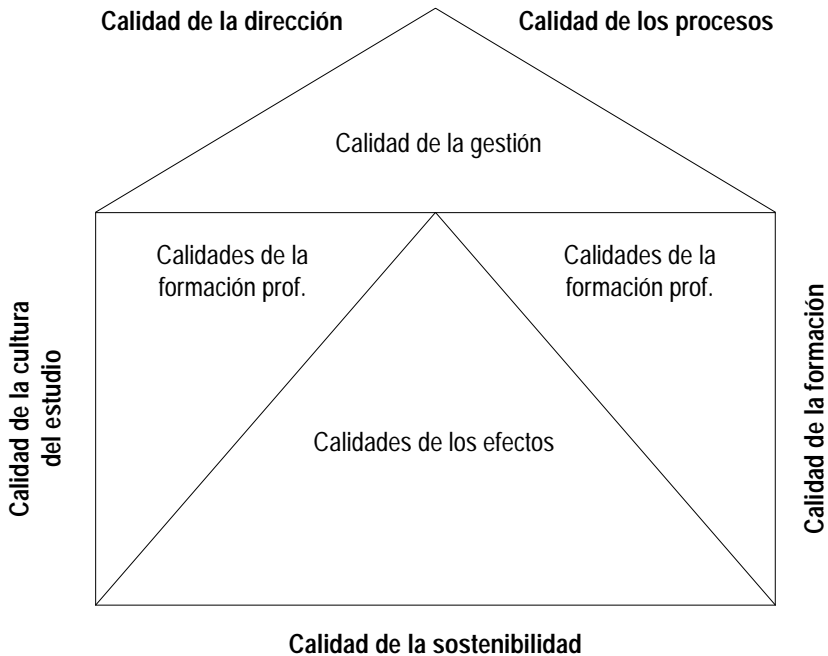 Calidad de la dirección
Calidad de los procesos
Calidad de la gestión
Calidades de la
formación prof.
Calidades de la
formación prof.
Calidad de la cultura
del estudio
Calidades de los efectos
Calidad de la formación
Calidad de la sostenibilidad